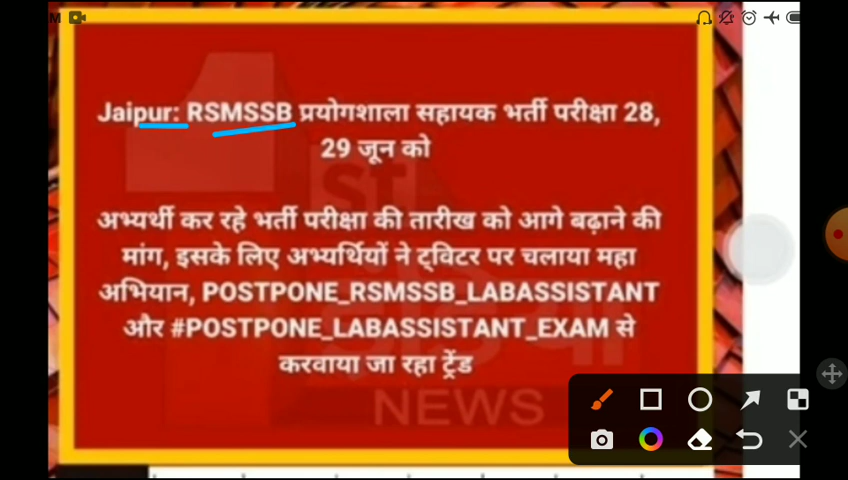 M
Jaipur: RSMSSB प्रयोगशाला सहायक भर्ती परीक्षा 28,
29 जून को
अभ्यर्थी कर रहे भर्ती परीक्षा की तारीख को आगे बढ़ाने की
मांग, इसके लिए अभ्यर्थियों ने ट्विटर पर चलाया महा
अभियान, POSTPONE_RSMSSB_LABASSISTANT
और #POSTPONE_LABASSISTANT_EXAM से
करवाया जा रहा ट्रेंड
1st
इंडिया
NEWS